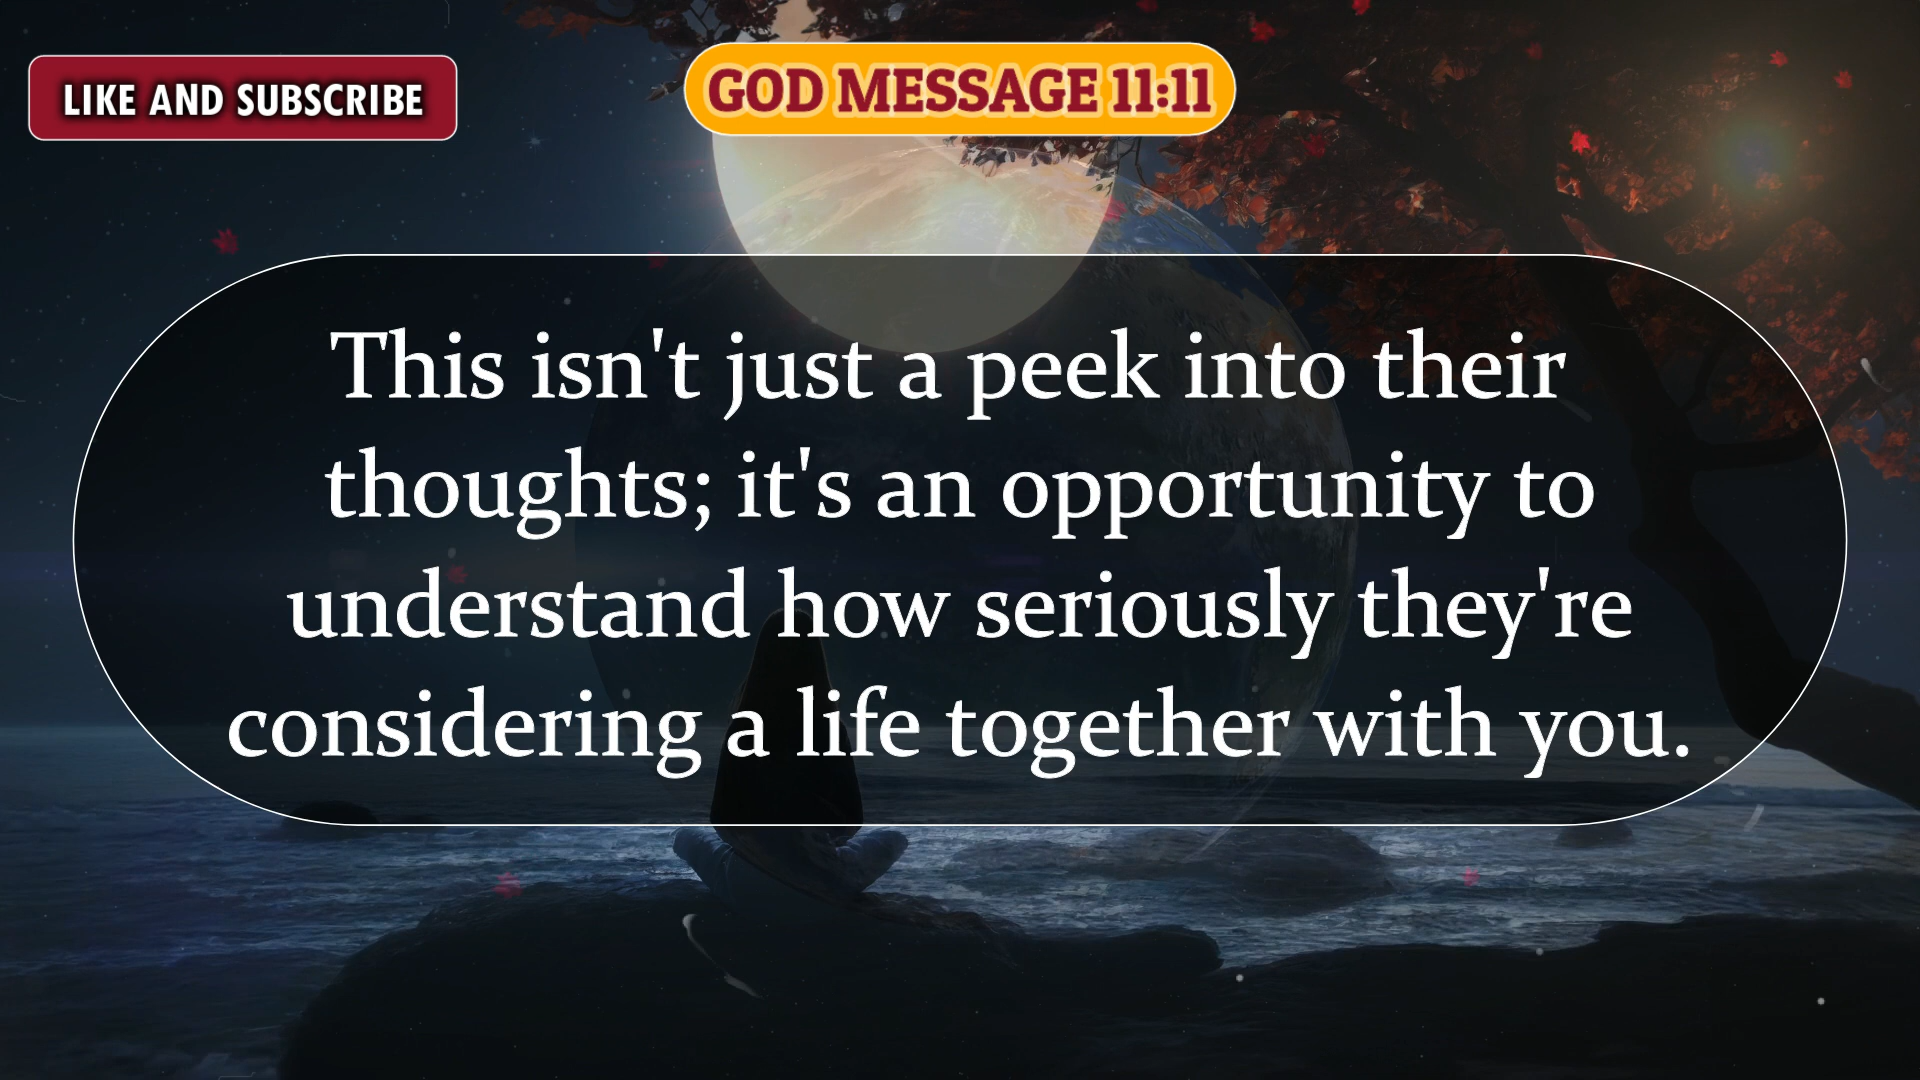 LIKE AND SUBSCRIBE
GOD MESSAGE 11:11
This isn't just a peek into their
thoughts; it's an opportunity to
understand how seriously they're
considering a life together with you.